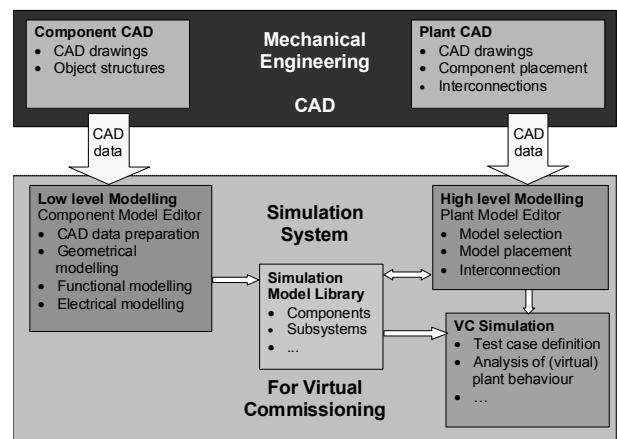 Component CAD
• CAD drawings
• Object structures
Mechanical
Engineering
CAD
Plant CAD
• CAD drawings
• Component placement
• Interconnections
CAD
data
CAD
data
Low level Modelling
Component Model Editor
• CAD data preparation
• Geometrical
modelling
• Functional modelling
• Electrical modelling
Simulation
System
High level Modelling
Plant Model Editor
• Model selection
• Model placement
• Interconnection
Simulation
Model Library
• Components
• Subsystems
• ...
VC Simulation
• Test case definition
• Analysis of (virtual)
plant behaviour
• …
For Virtual
Commissioning